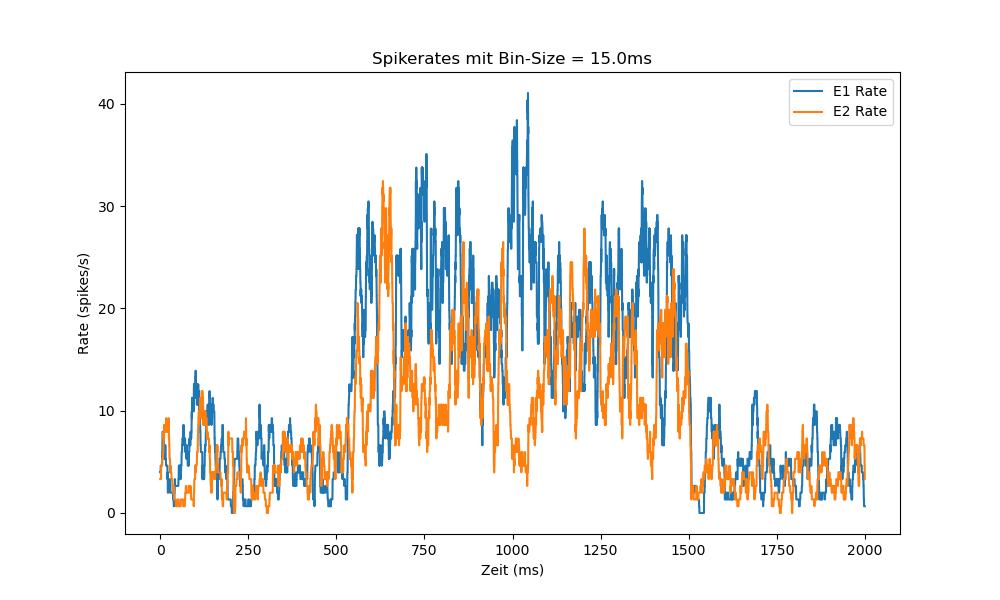 Spikerates mit Bin-Size = 15.0ms
E1 Rate
E2 Rate
Rate (spikes/s)
40
30
20
10
0
0 250 500 750 1000 1250 1500 1750 2000
Zeit (ms)